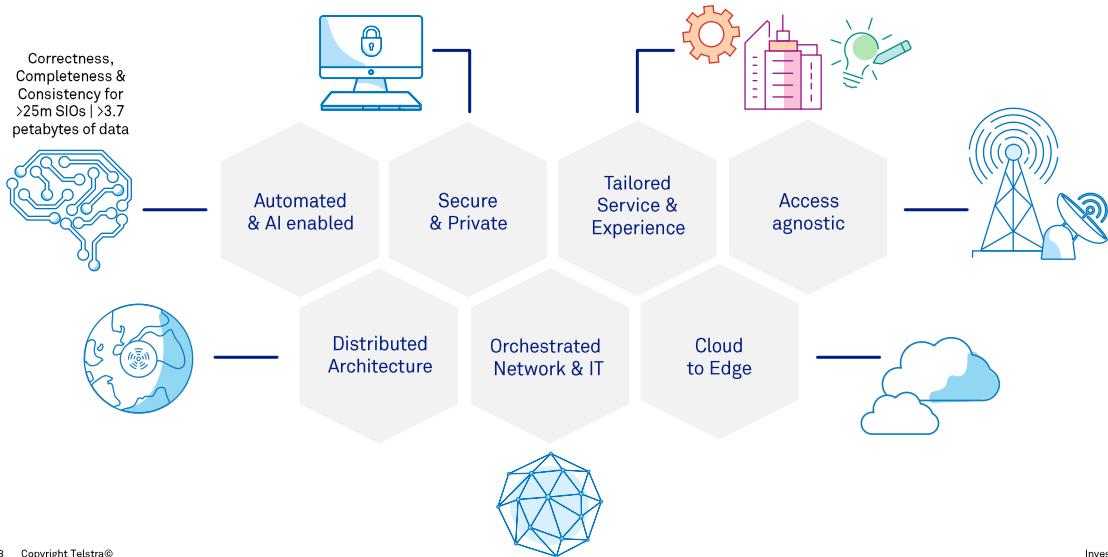 Correctness,
Completeness &
Consistency for
>25m SIOs | >3.7
petabytes of data
Automated
& AI enabled
Secure
& Private
Tailored
Service &
Experience
Access
agnostic
Distributed
Architecture
Orchestrated
Network & IT
Cloud
to Edge
Copyright Telstra©